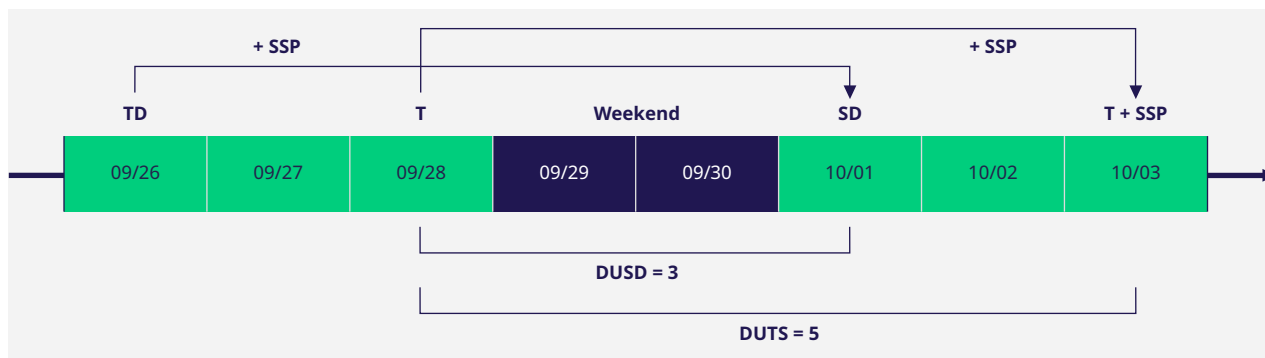 + SSP
+ SSP
TD
T
Weekend
SD
T + SSP
09/26
09/27
09/28
09/29
09/30
10/01
10/02
10/03
DUSD = 3
DUTS = 5